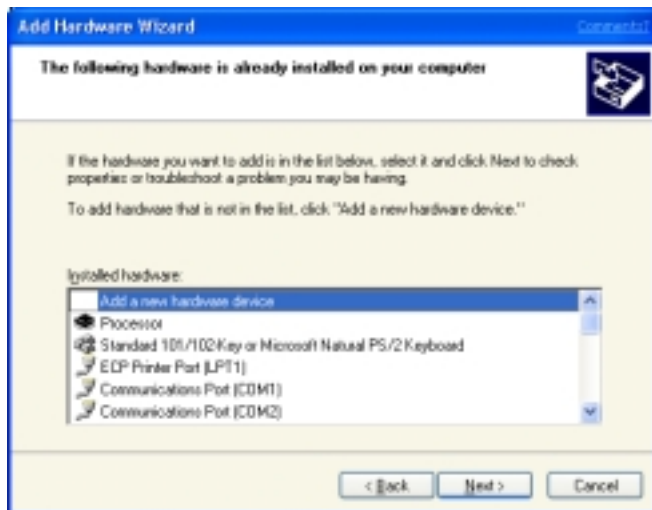 Add Hardware Wizard
Comments?
The following hardware is already installed on your computer
If the hardware you want to add is in the list below, select it and click Next to check
properties or troubleshoot a problem you may be having.
To add hardware that is not in the list, click "Add a new hardware device."
Installed hardware:
Add a new hardware device
Processor
Standard 101/102-Key or Microsoft Natural PS/2 Keyboard
ECP Printer Port (LPT1)
Communications Port (COM1)
Communications Port (COM2)
< Back
Next >
Cancel